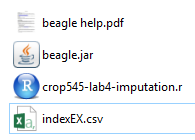 beagle help.pdf
beagle.jar
R
crop545-lab4-imputation.r
indexEX.csv